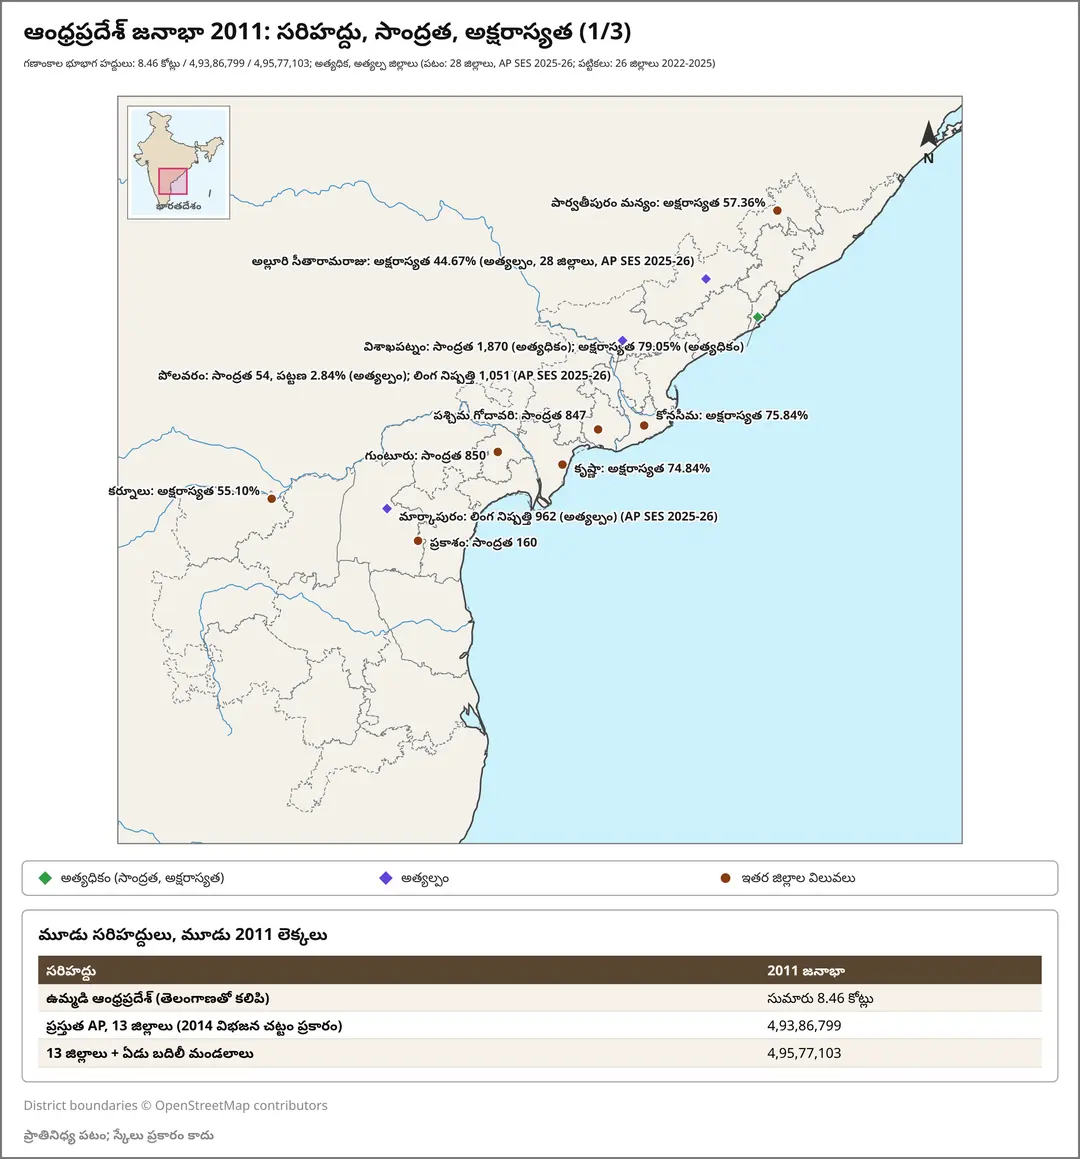 ఆంధ్రప్రదేశ్ జనాభా 2011: సరిహద్దు, సాంద్రత, అక్షరాస్యత (1/3)
గణాంకాల భూభాగ హద్దులు: 8.46 కోట్లు / 4,93,86,799 / 4,95,77,103; అత్యధిక, అత్యల్ప జిల్లాలు (పటం: 28 జిల్లాలు, AP SES 2025-26; పట్టికలు: 26 జిల్లాలు 2022-2025)
భారతదేశం
N
పార్వతీపురం మన్యం: అక్షరాస్యత 57.36%
అల్లూరి సీతారామరాజు: అక్షరాస్యత 44.67% (అత్యల్పం, 28 జిల్లాలు, AP SES 2025-26)
విశాఖపట్నం: సాంద్రత 1,870 (అత్యధికం); అక్షరాస్యత 79.05% (అత్యధికం)
పోలవరం: సాంద్రత 54, పట్టణ 2.84% (అత్యల్పం); లింగ నిష్పత్తి 1,051 (AP SES 2025-26)
పశ్చిమ గోదావరి: సాంద్రత 847
కోనసీమ: అక్షరాస్యత 75.84%
గుంటూరు: సాంద్రత 850
కృష్ణా: అక్షరాస్యత 74.84%
కర్నూలు: అక్షరాస్యత 55.10%
మార్కాపురం: లింగ నిష్పత్తి 962 (అత్యల్పం) (AP SES 2025-26)
ప్రకాశం: సాంద్రత 160
అత్యధికం (సాంద్రత, అక్షరాస్యత)
అత్యల్పం
ఇతర జిల్లాల విలువలు
మూడు సరిహద్దులు, మూడు 2011 లెక్కలు
సరిహద్దు 2011 జనాభా
ఉమ్మడి ఆంధ్రప్రదేశ్ (తెలంగాణతో కలిపి) సుమారు 8.46 కోట్లు
ప్రస్తుత AP, 13 జిల్లాలు (2014 విభజన చట్టం ప్రకారం) 4,93,86,799
13 జిల్లాలు + ఏడు బదిలీ మండలాలు 4,95,77,103
District boundaries © OpenStreetMap contributors
ప్రాతినిధ్య పటం; స్కేలు ప్రకారం కాదు